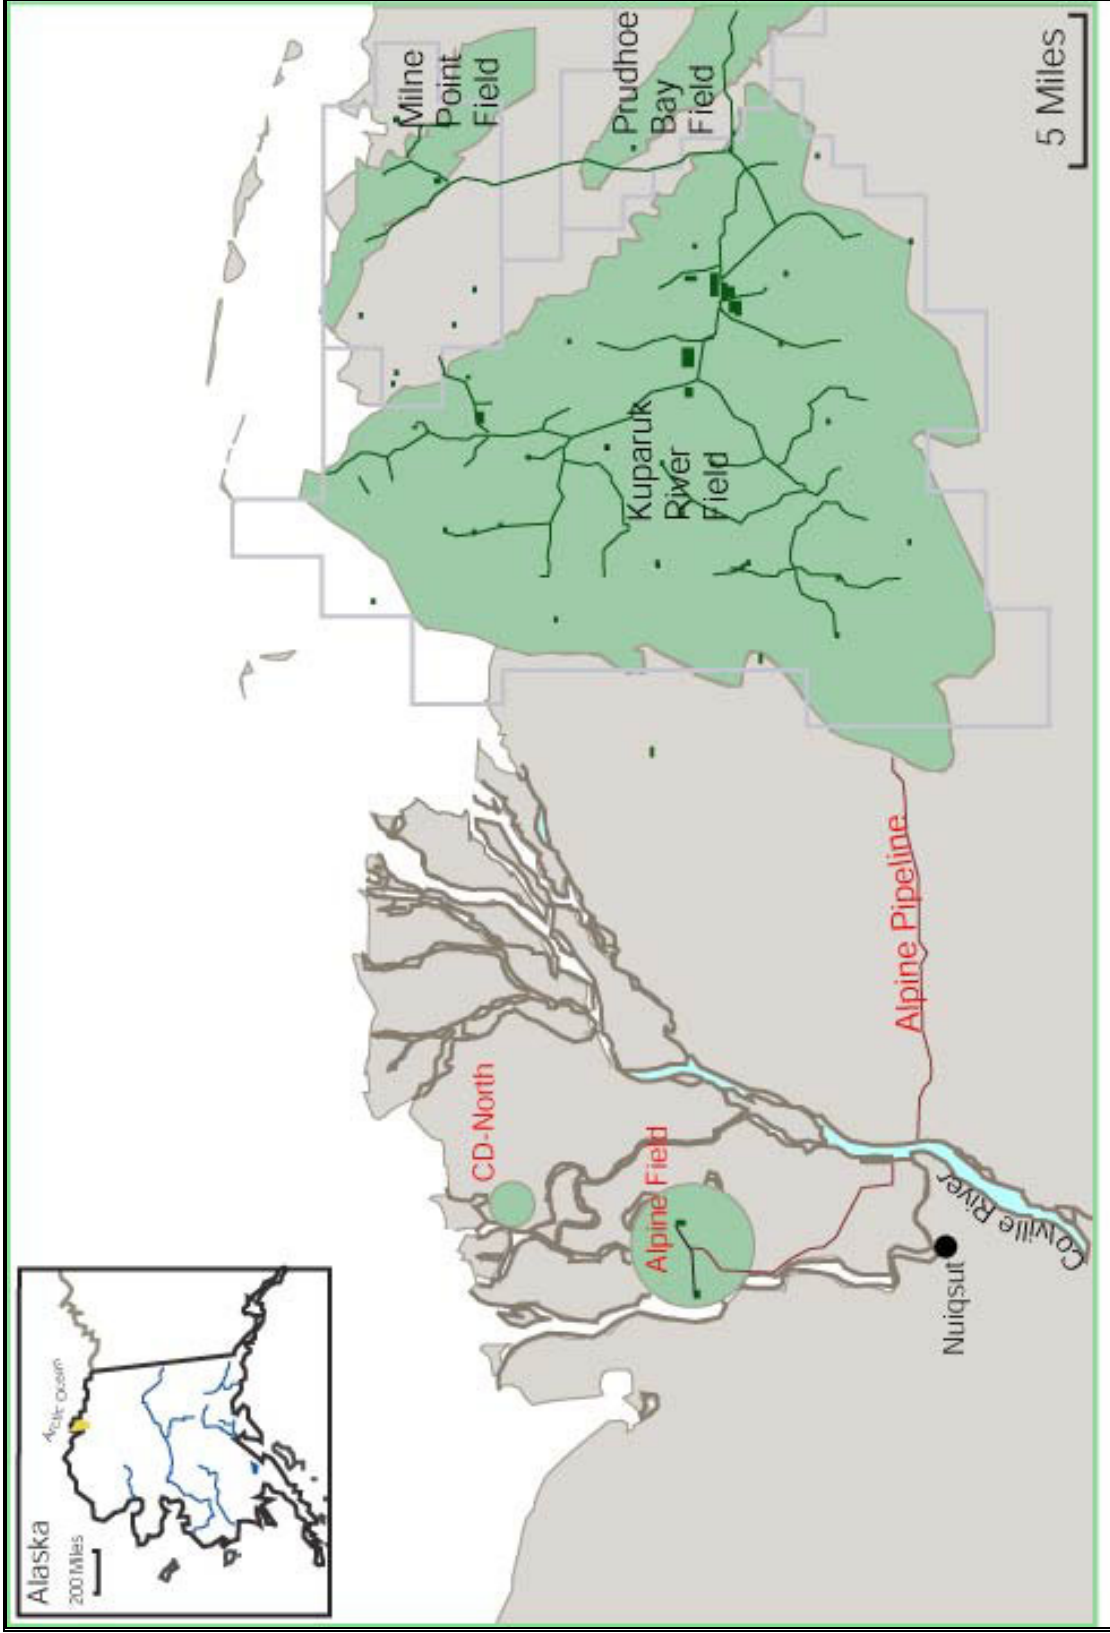 Alaska
200 Miles
Arctic Ocean
Milne
Point
Field
Prudhoe
Bay
Field
5 Miles
Kuparuk
River
Field
CD-North
Alpine Field
Alpine Pipeline
Nuiqsut
Colville River